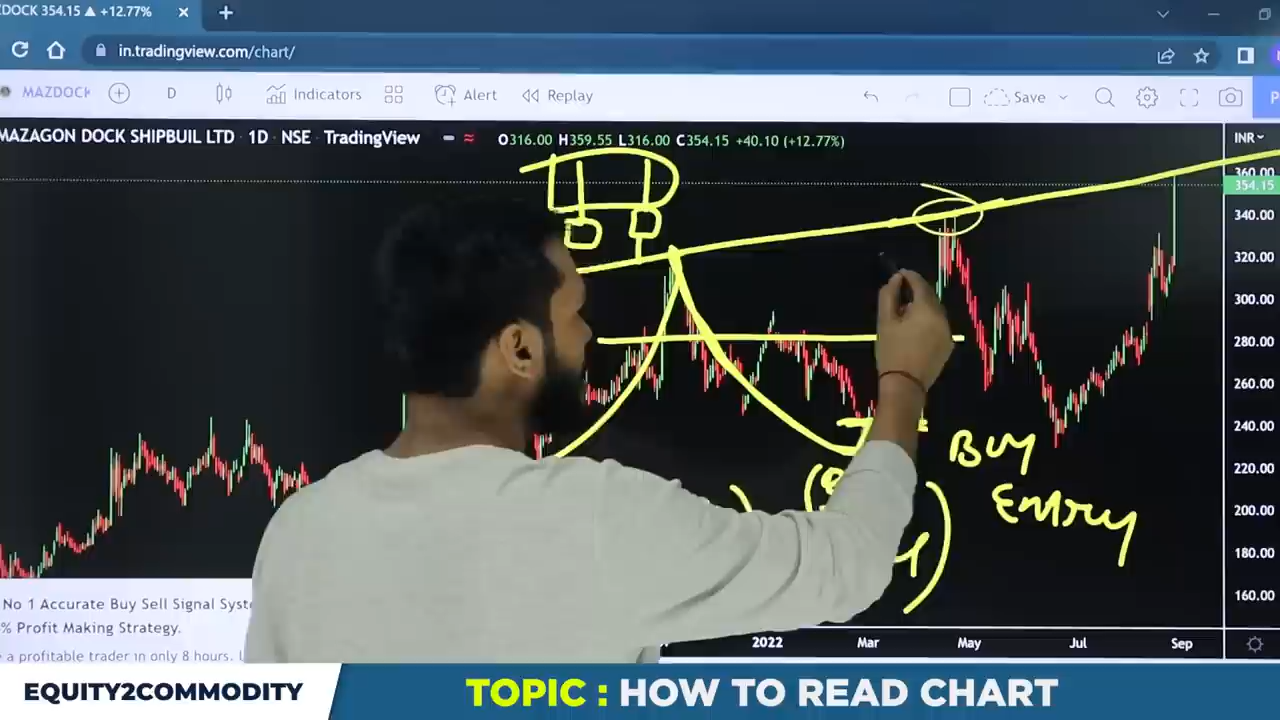 DOCK 354.15 ▲ +12.77%
in.tradingview.com/chart/
MAZDOCK D Indicators Alert Replay Save
MAZAGON DOCK SHIPBUIL LTD · 1D · NSE · TradingView O316.00 H359.55 L316.00 C354.15 +40.10 (+12.77%) INR
360.00
354.15
340.00
320.00
300.00
280.00
260.00
240.00
220.00
200.00
180.00
160.00
Buy
Entry
No 1 Accurate Buy Sell Signal
% Profit Making Strategy.
a profitable trader in only 8 hours.
2022 Mar May Jul Sep
EQUITY2COMMODITY
TOPIC : HOW TO READ CHART